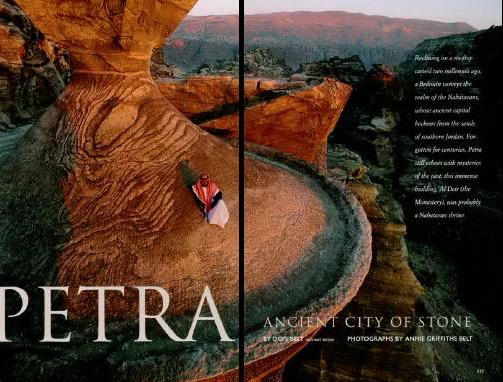 Reclining on a rooftop
carved two millennia ago,
a Bedouin surveys the
realm of the Nabataeans,
whose ancient capital
beckons from the sands
of southern Jordan. For-
gotten for centuries, Petra
still echoes with mysteries
of the past; this immense
building, Al Deir (the
Monastery), was probably
a Nabataean shrine.
PETRA
ANCIENT CITY OF STONE
BY DON BELT PHOTOGRAPHS BY ANNIE GRIFFITHS BELT